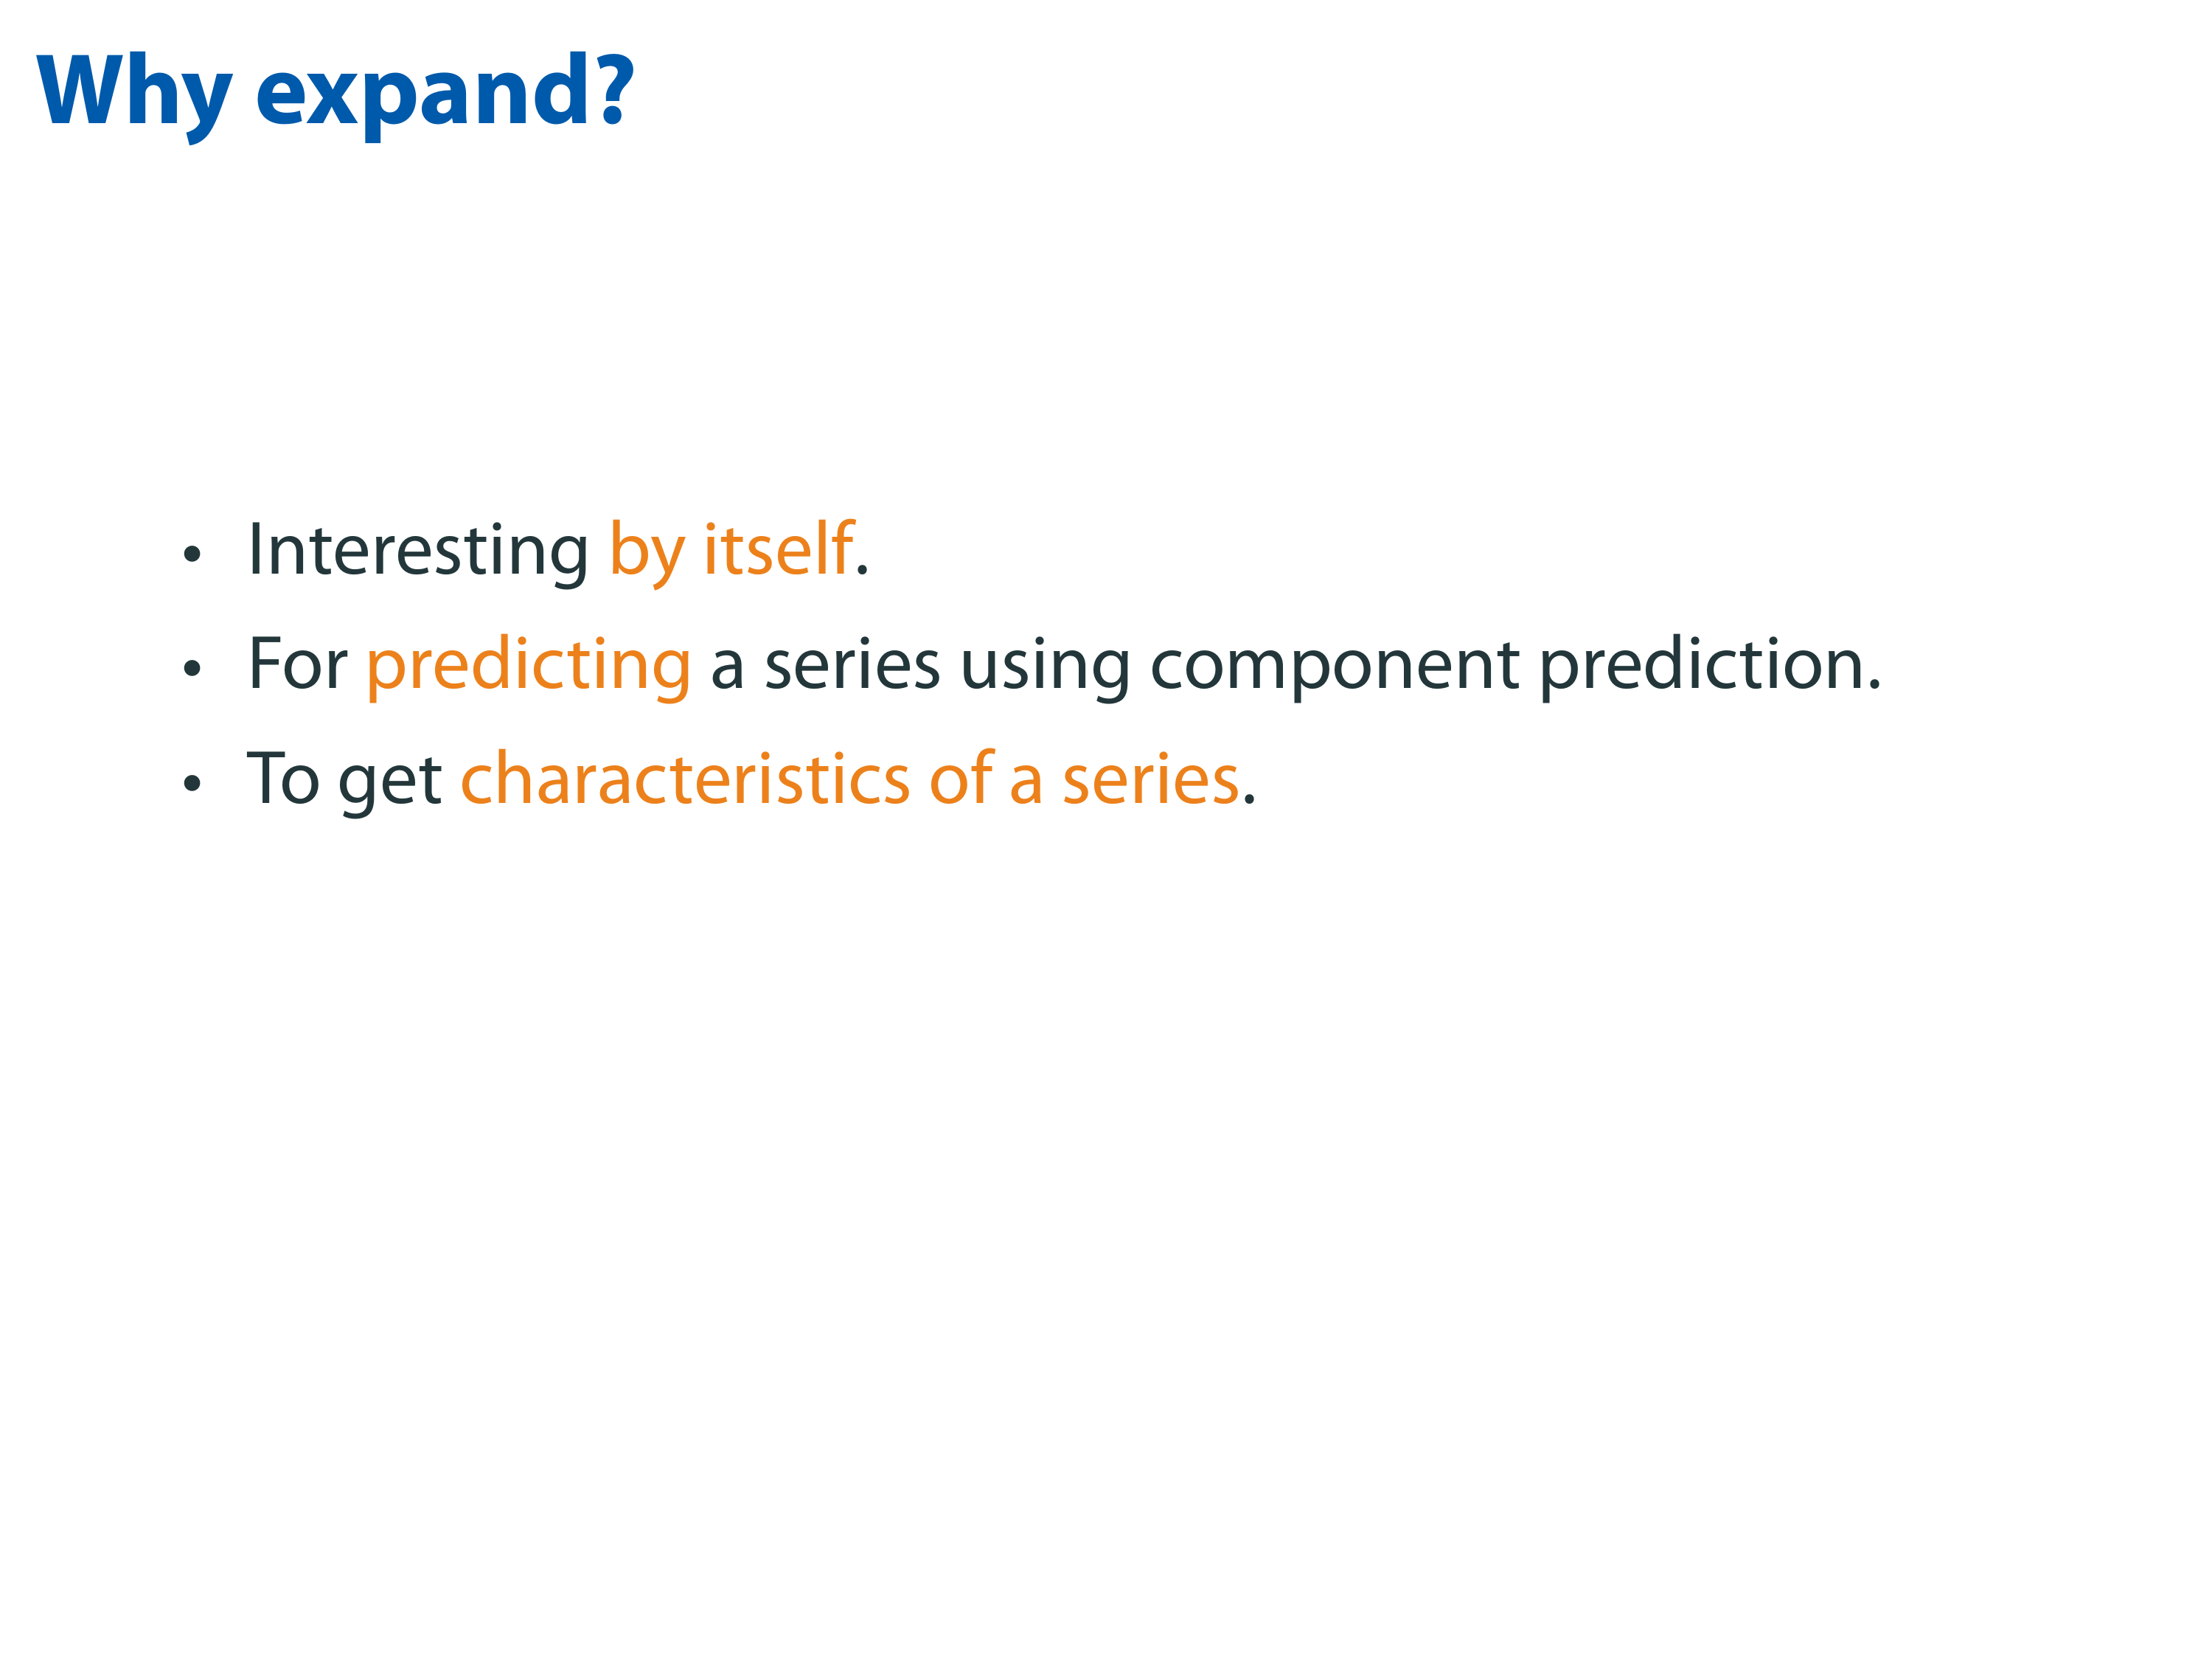 Why expand?
• Interesting by itself.
• For predicting a series using component prediction.
• To get characteristics of a series.